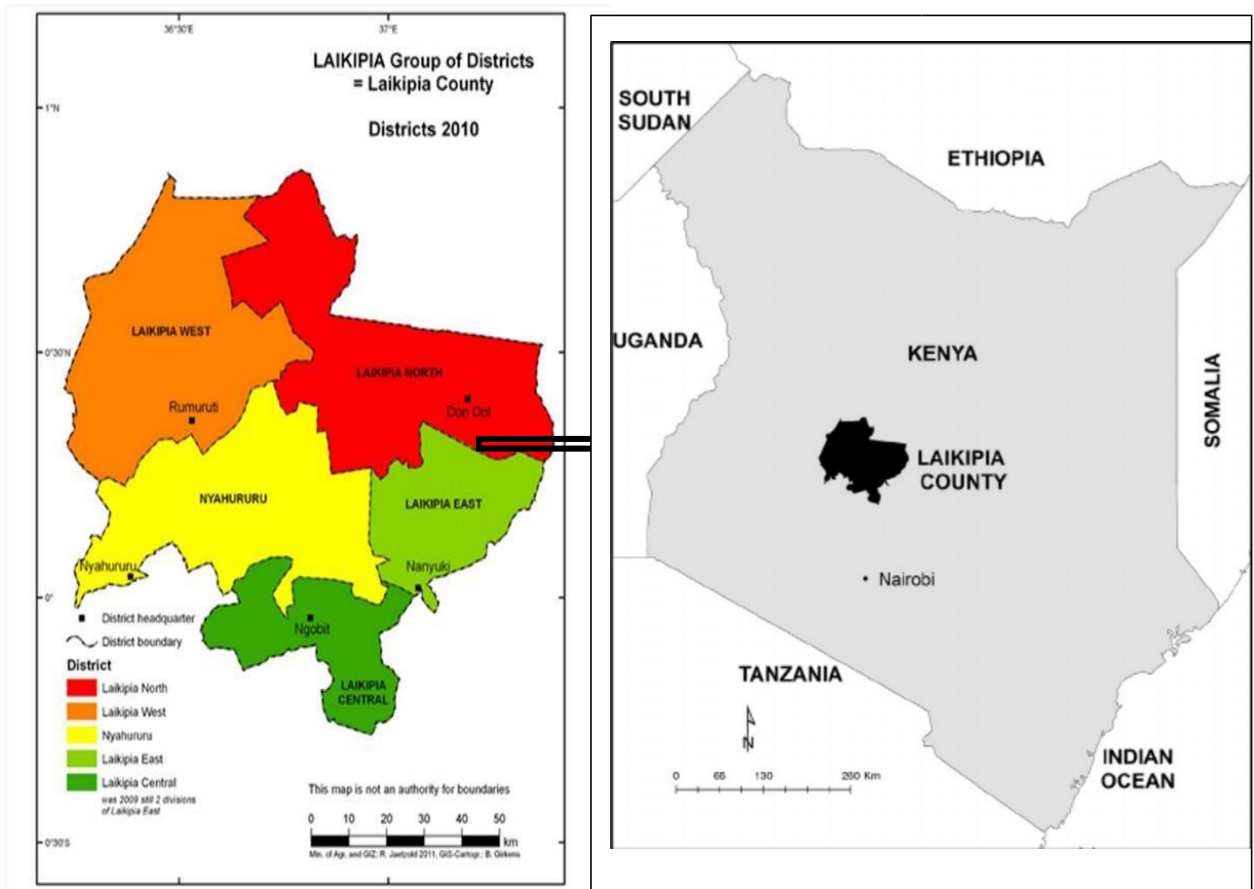 36°30'E
37°E
LAIKIPIA Group of Districts
= Laikipia County
Districts 2010
1°N
LAIKIPIA WEST
0°30'N
LAIKIPIA NORTH
Rumuruti
Don Dol
NYAHURURU
LAIKIPIA EAST
Nyahururu
Nanyuki
0°
District headquarter
Ngobit
District boundary
District
LAIKIPIA
CENTRAL
Laikipia North
Laikipia West
Nyahururu
Laikipia East
Laikipia Central
was 2009 still 2 divisions
of Laikipia East
This map is not an authority for boundaries
0 10 20 30 40 50
km
Min. of Agr. and GIZ; R. Jaetzold 2011, GIS-Cartogr.: B. Girkens
0°30'S
SOUTH
SUDAN
ETHIOPIA
UGANDA
KENYA
SOMALIA
LAIKIPIA
COUNTY
Nairobi
TANZANIA
N
INDIAN
OCEAN
0 65 130 260 Km